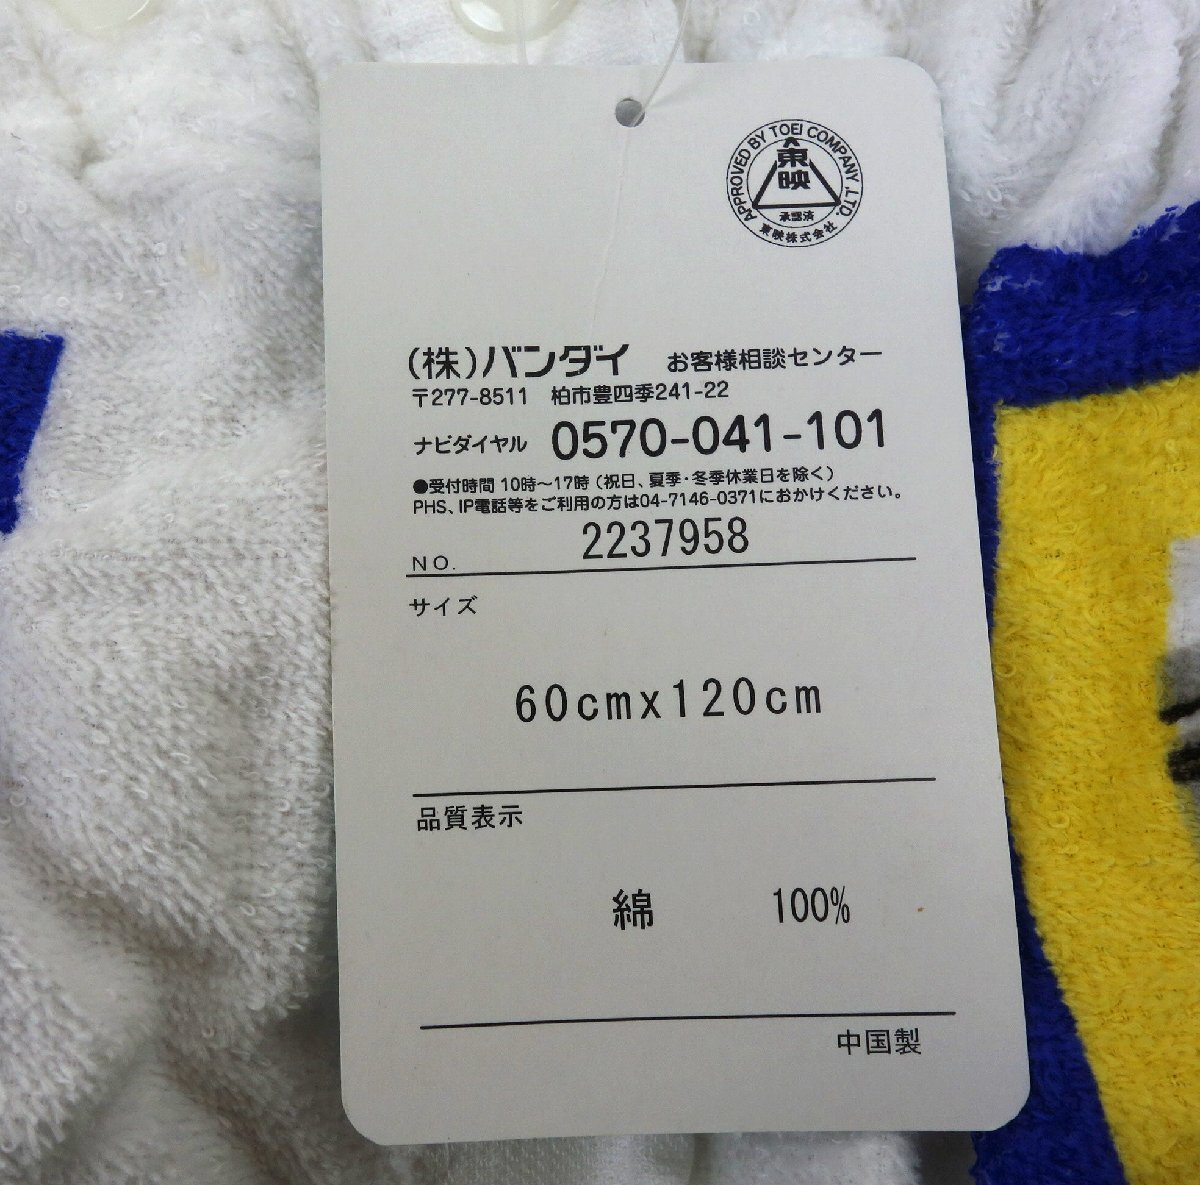 APPROVED BY TOEI COMPANY, LTD.
東映
承認済
東映株式会社
(株)バンダイ お客様相談センター
〒277-8511 柏市豊四季241-22
ナビダイヤル 0570-041-101
●受付時間 10時～17時（祝日、夏季・冬季休業日を除く）
PHS、IP電話等をご利用の方は04-7146-0371におかけください。
NO. 2237958
サイズ
60cmx120cm
品質表示
綿 100%
中国製